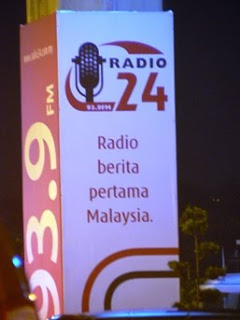 RADIO
24
93.9FM
Radio
berita
pertama
Malaysia.
93.9 FM